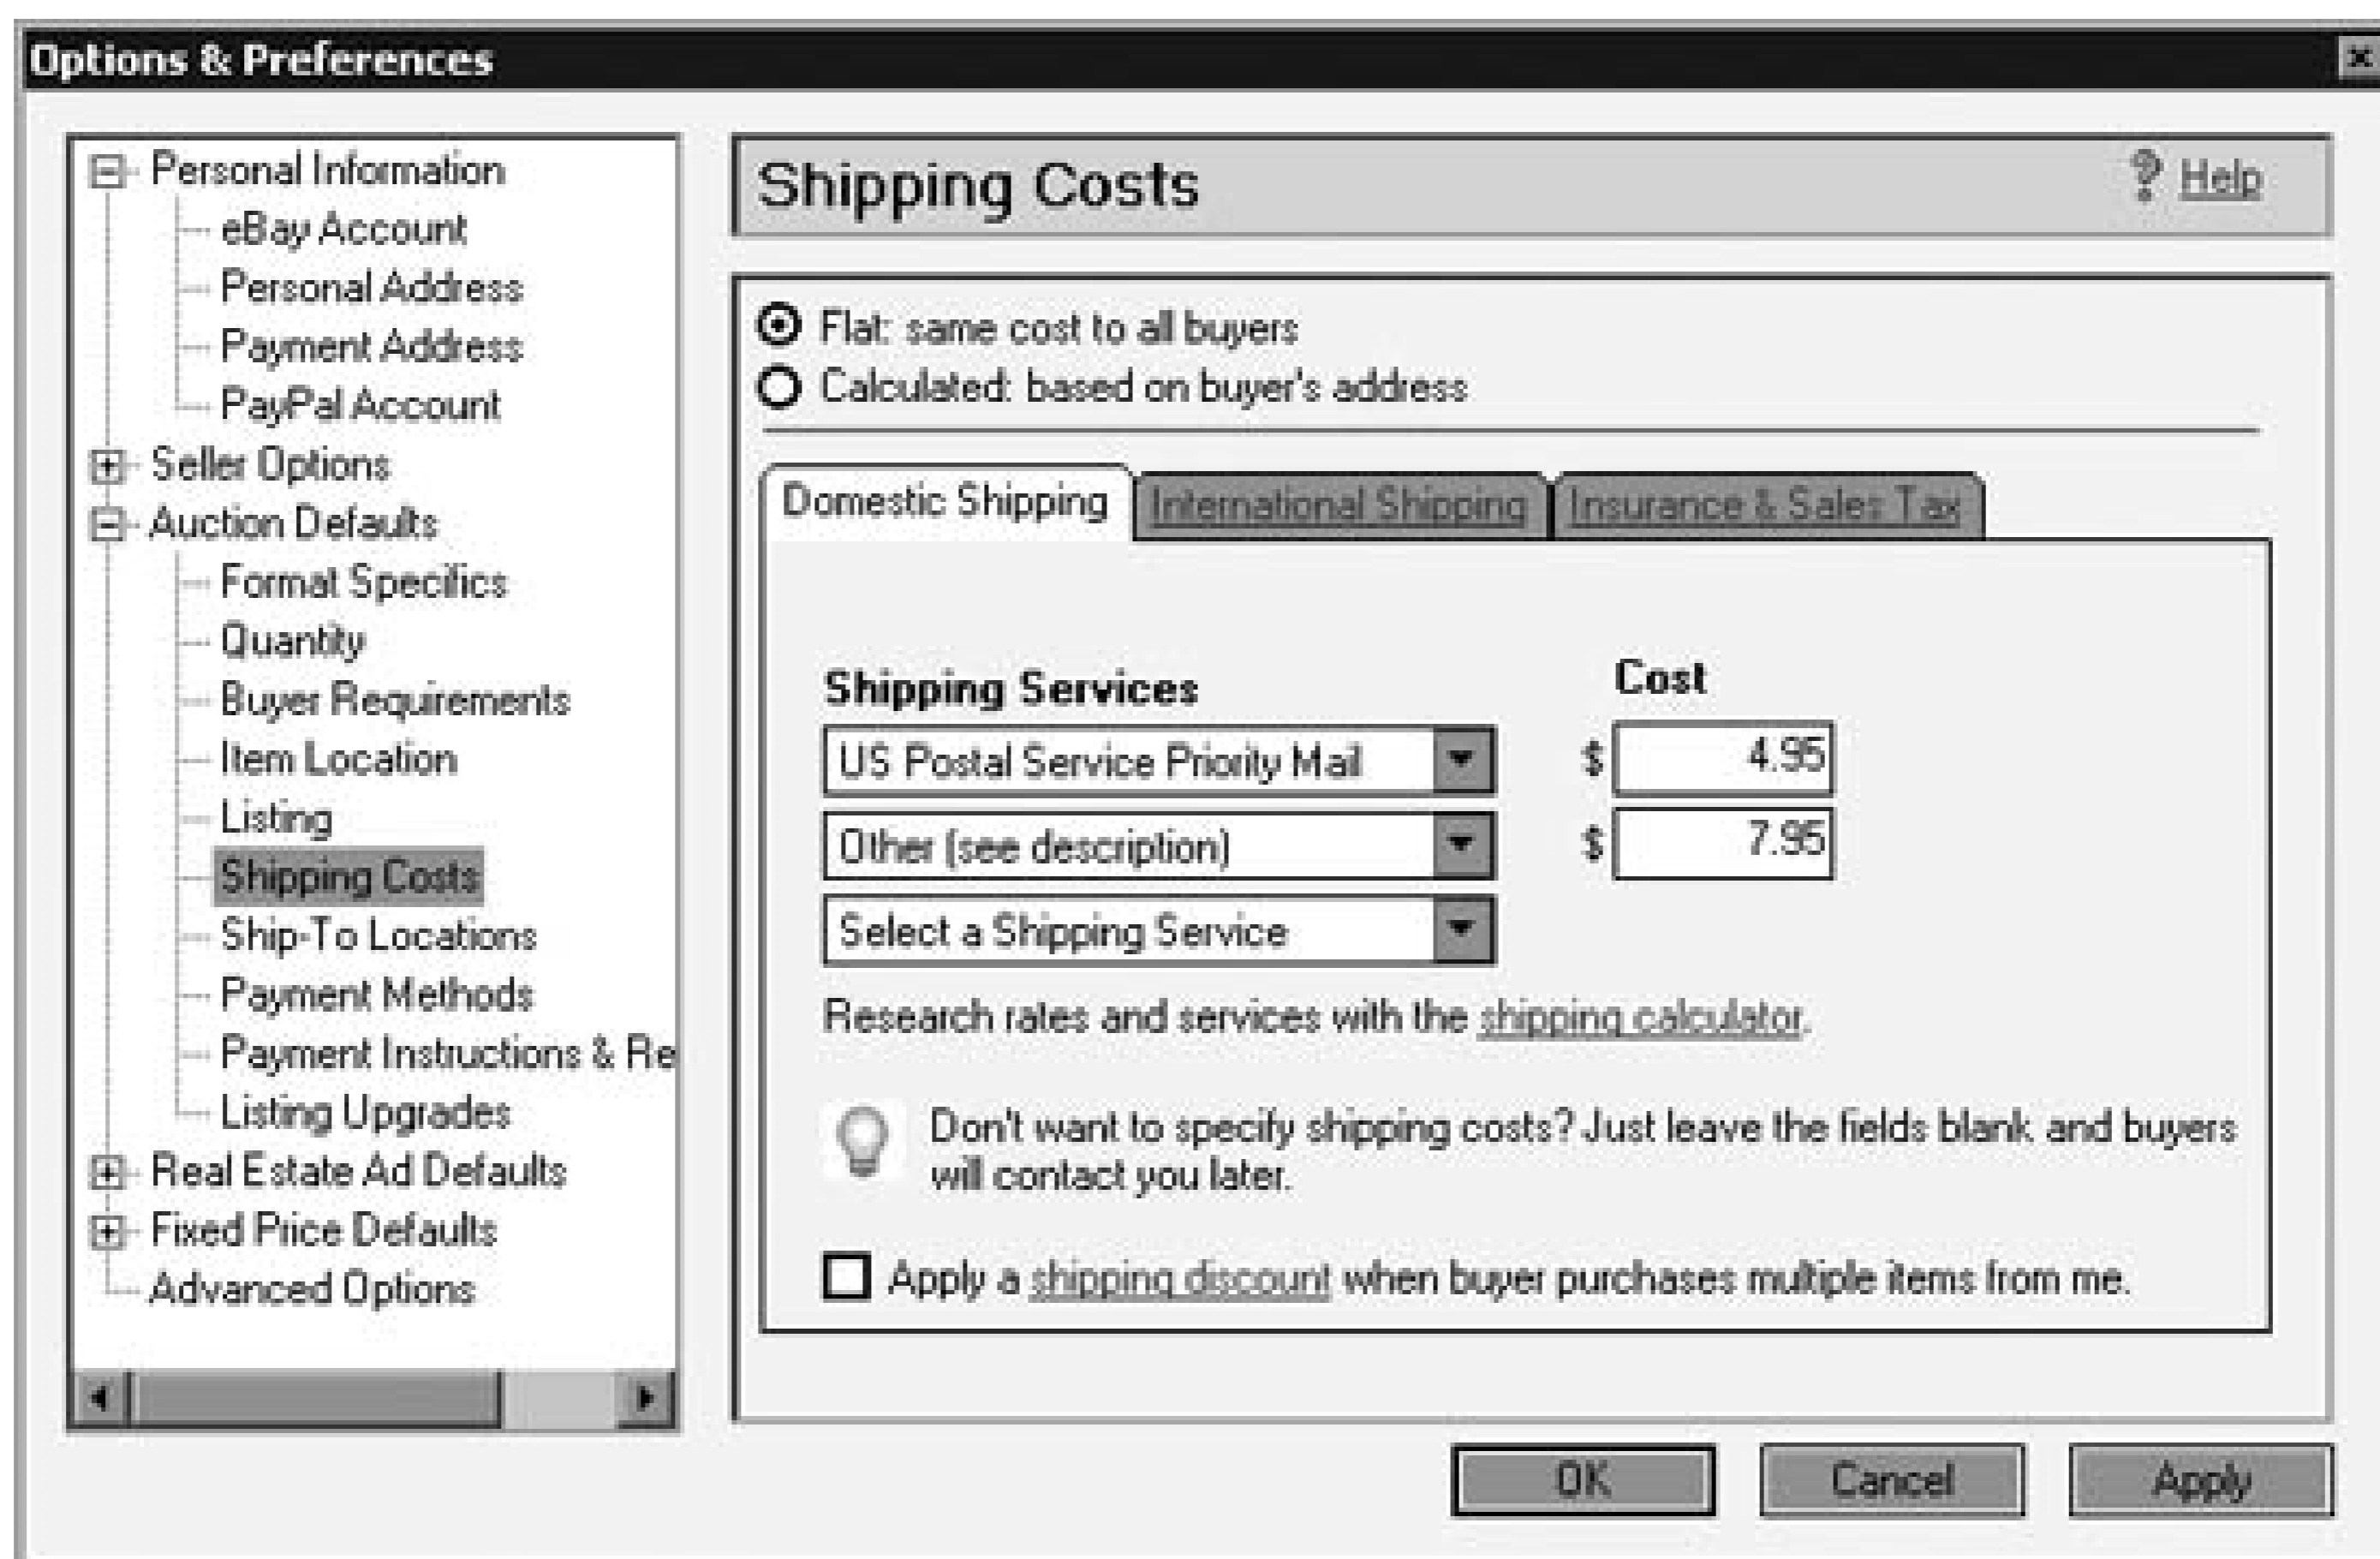 Options & Preferences
Personal Information
eBay Account
Personal Address
Payment Address
PayPal Account
Seller Options
Auction Defaults
Format Specifics
Quantity
Buyer Requirements
Item Location
Listing
Shipping Costs
Ship-To Locations
Payment Methods
Payment Instructions & Re
Listing Upgrades
Real Estate Ad Defaults
Fixed Price Defaults
Advanced Options
Shipping Costs
? Help
Flat: same cost to all buyers
Calculated: based on buyer's address
Domestic Shipping International Shipping Insurance & Sales Tax
Shipping Services Cost
US Postal Service Priority Mail $ 4.95
Other (see description) $ 7.95
Select a Shipping Service
Research rates and services with the shipping calculator.
Don't want to specify shipping costs? Just leave the fields blank and buyers
will contact you later.
Apply a shipping discount when buyer purchases multiple items from me.
OK Cancel Apply